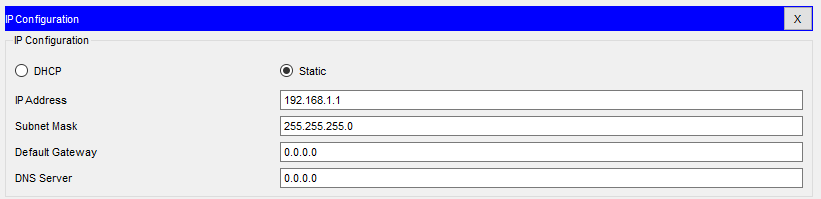 IP Configuration X
IP Configuration
DHCP Static
IP Address 192.168.1.1
Subnet Mask 255.255.255.0
Default Gateway 0.0.0.0
DNS Server 0.0.0.0